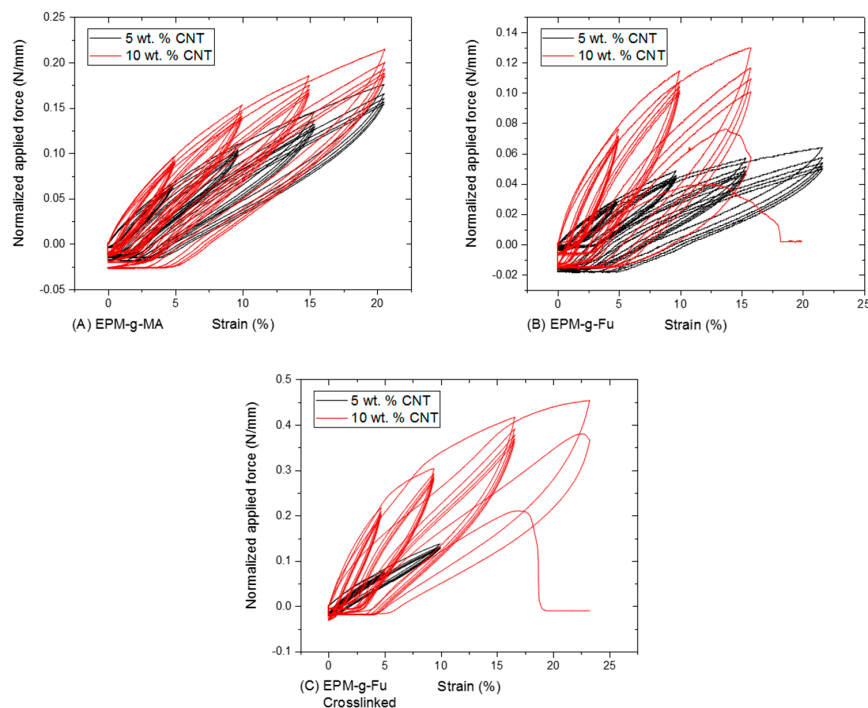 5 wt. % CNT
10 wt. % CNT
Normalized applied force (N/mm)
0.25
0.20
0.15
0.10
0.05
0.00
-0.05
0 5 10 15 20
(A) EPM-g-MA Strain (%)
5 wt. % CNT
10 wt. % CNT
Normalized applied force (N/mm)
0.14
0.12
0.10
0.08
0.06
0.04
0.02
0.00
-0.02
0 5 10 15 20 25
(B) EPM-g-Fu Strain (%)
5 wt. % CNT
10 wt. % CNT
Normalized applied force (N/mm)
0.5
0.4
0.3
0.2
0.1
0.0
-0.1
0 5 10 15 20 25
(C) EPM-g-Fu Strain (%)
Crosslinked